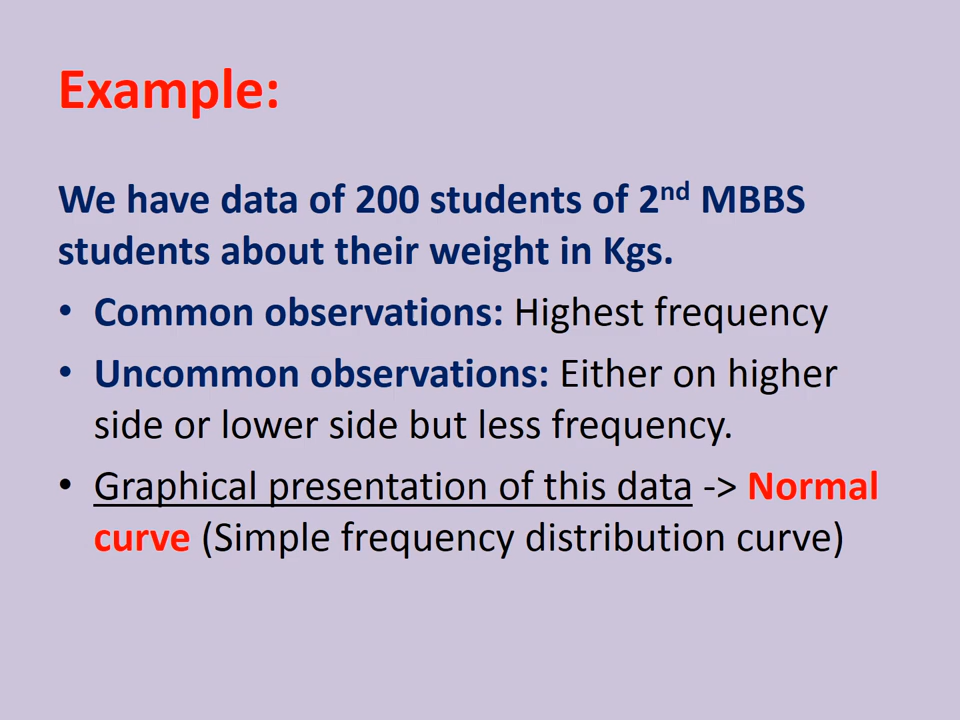 Example:
We have data of 200 students of 2nd MBBS
students about their weight in Kgs.
• Common observations: Highest frequency
• Uncommon observations: Either on higher
side or lower side but less frequency.
• Graphical presentation of this data -> Normal
curve (Simple frequency distribution curve)